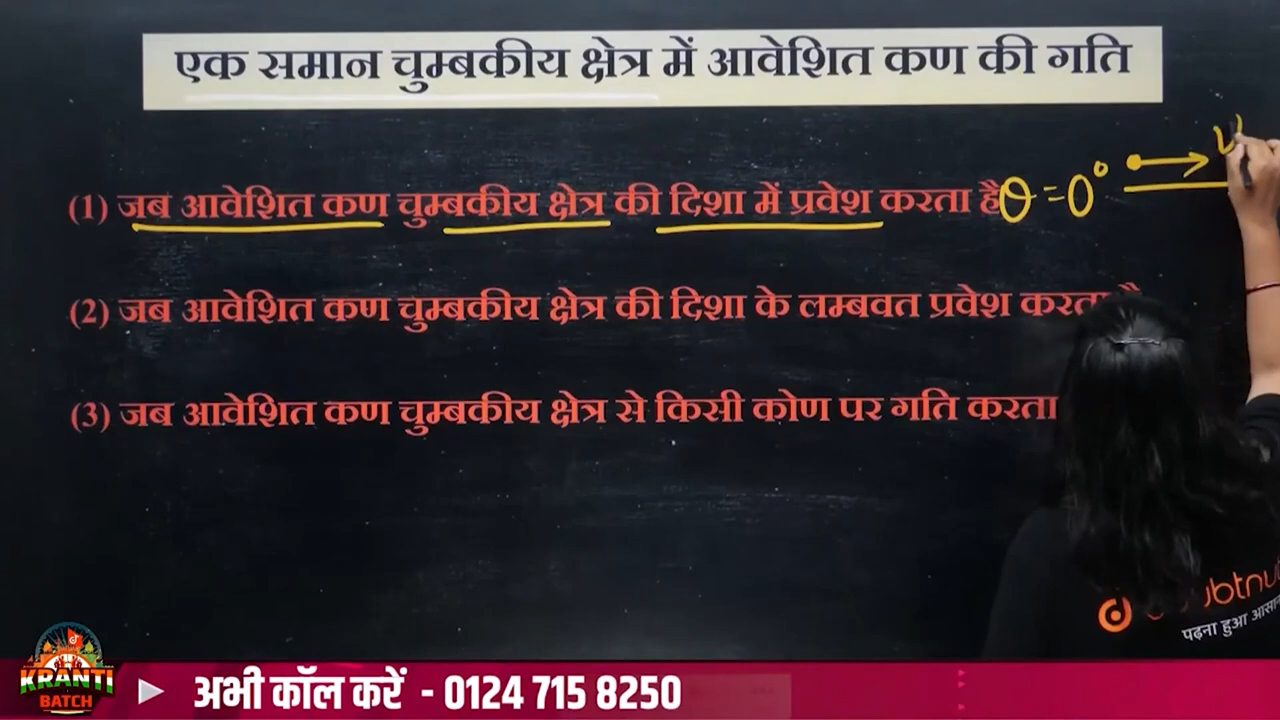 एक समान चुम्बकीय क्षेत्र में आवेशित कण की गति
(1) जब आवेशित कण चुम्बकीय क्षेत्र की दिशा में प्रवेश करता है θ = 0° v
(2) जब आवेशित कण चुम्बकीय क्षेत्र की दिशा के लम्बवत प्रवेश करता है
(3) जब आवेशित कण चुम्बकीय क्षेत्र से किसी कोण पर गति करता
पढ़ना हुआ आसान
KRANTI
BATCH
अभी कॉल करें - 0124 715 8250